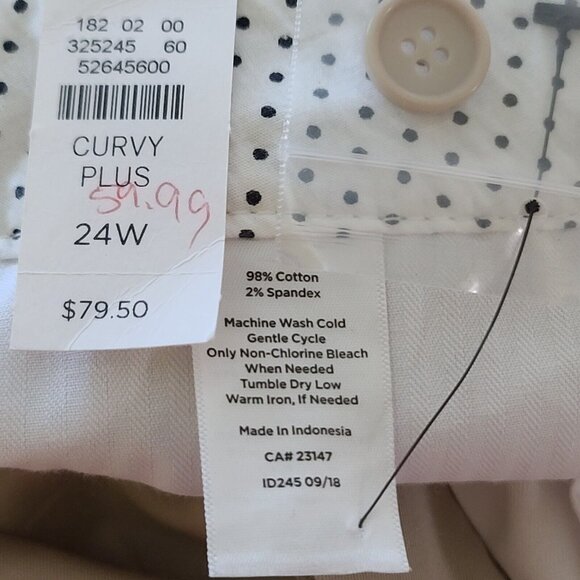 182 02 00
325245 60
52645600
CURVY
PLUS
59.99
24W
$79.50
98% Cotton
2% Spandex
Machine Wash Cold
Gentle Cycle
Only Non-Chlorine Bleach
When Needed
Tumble Dry Low
Warm Iron, If Needed
Made In Indonesia
CA# 23147
ID245 09/18